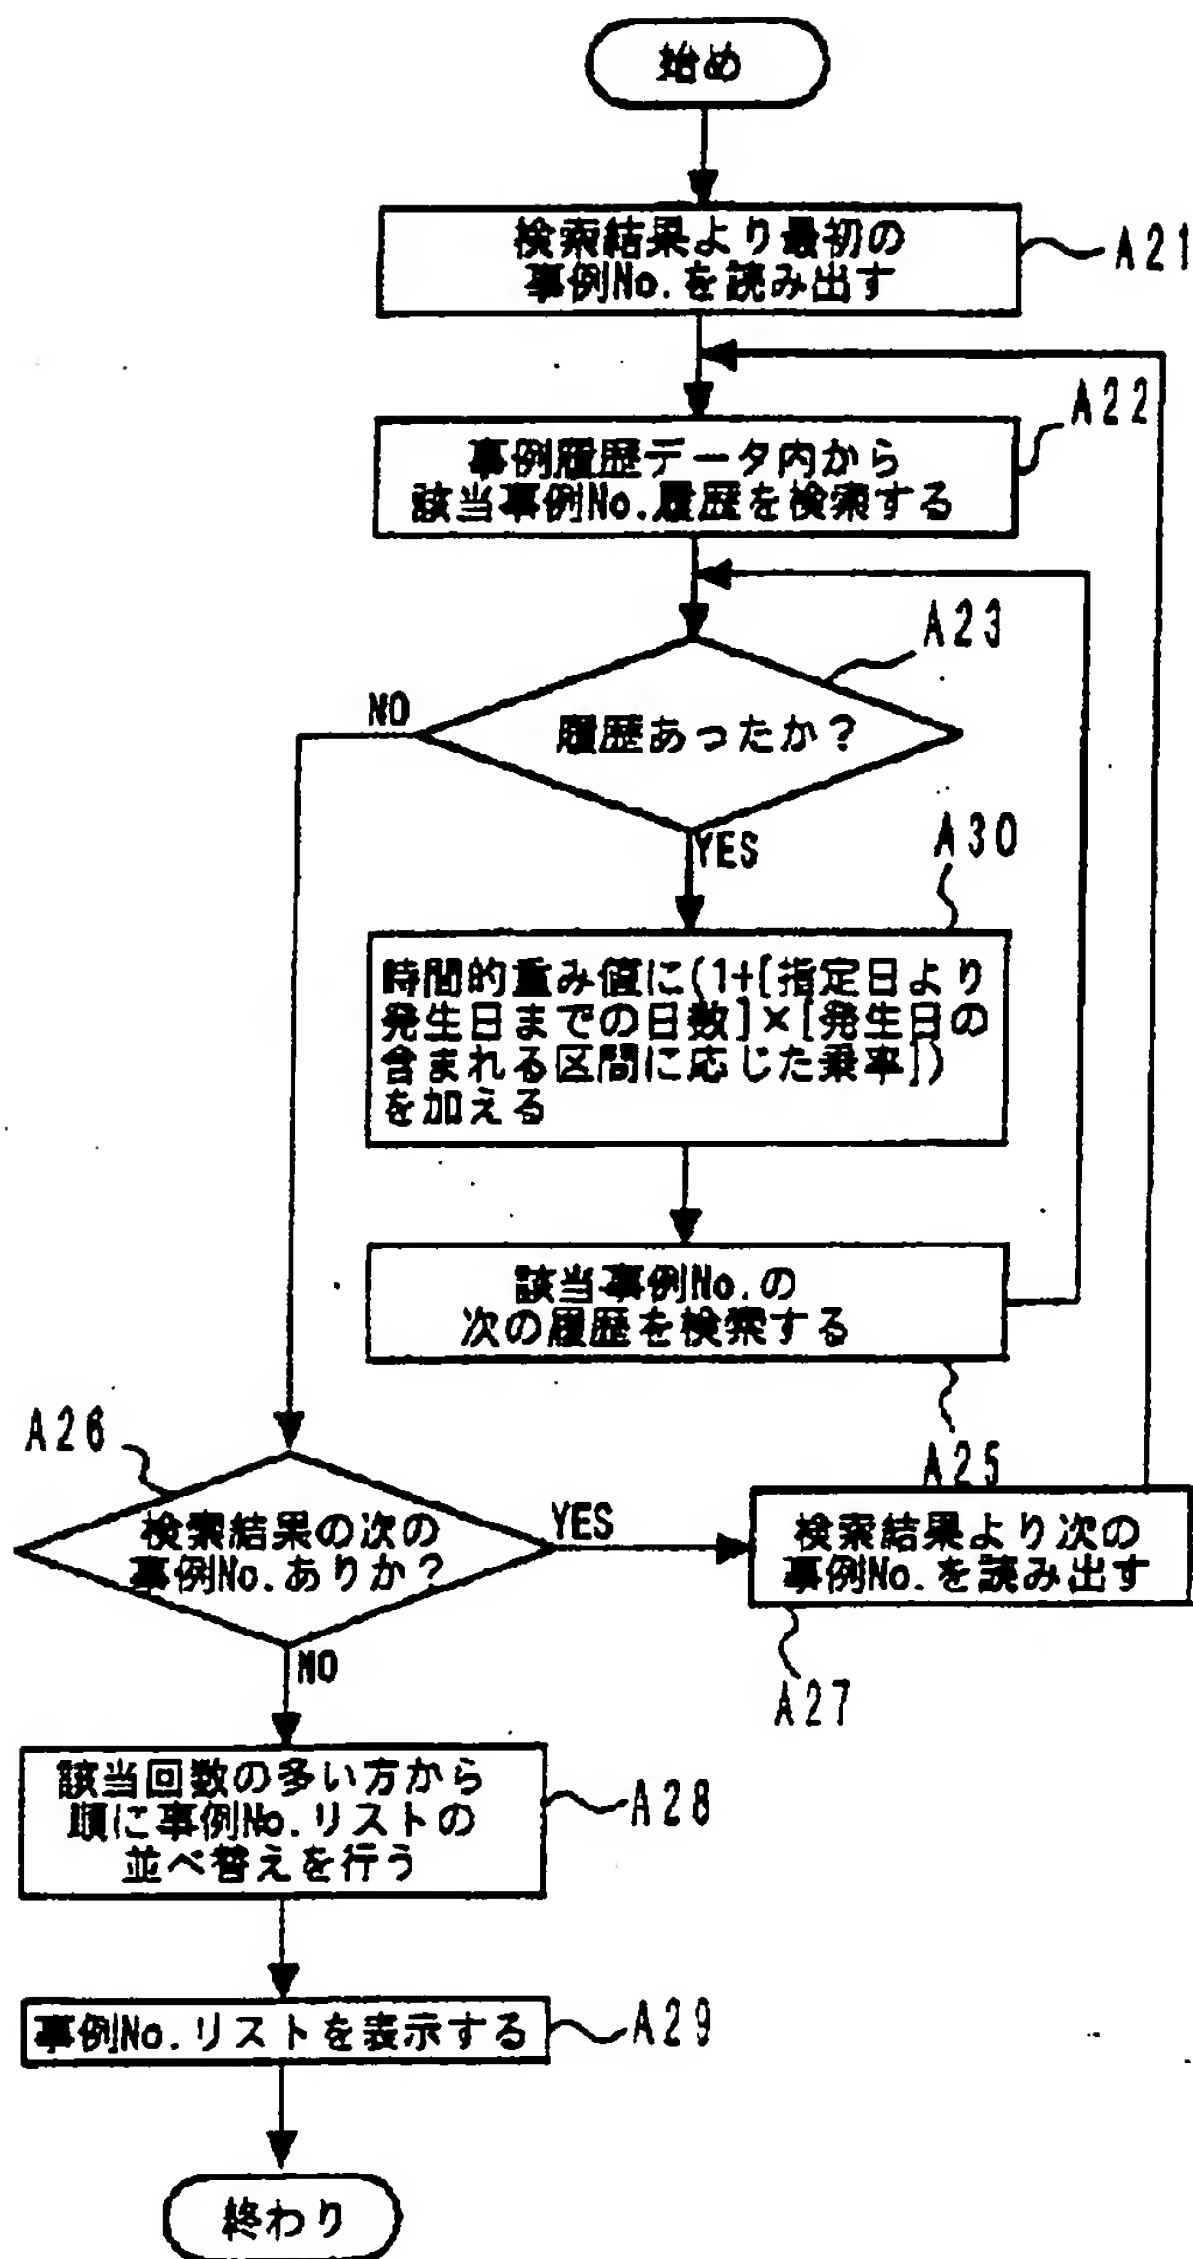 始め
検索結果より最初の
事例No.を読み出す
A21
A22
事例履歴データ内から
該当事例No.履歴を検索する
A23
NO
履歴あったか？
YES
A30
時間的重み値に(1+[指定日より
発生日までの日数]×[発生日の
含まれる区間に応じた乗率])
を加える
該当事例No.の
次の履歴を検索する
A25
A26
検索結果の次の
事例No.ありか？
YES
検索結果より次の
事例No.を読み出す
A27
NO
該当回数の多い方から
順に事例No.リストの
並べ替えを行う
A28
事例No.リストを表示する
A29
終わり